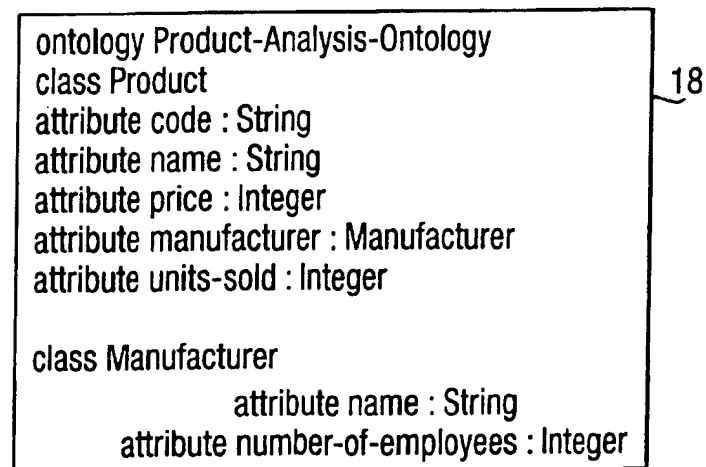 ontology Product-Analysis-Ontology
class Product
attribute code : String
attribute name : String
attribute price : Integer
attribute manufacturer : Manufacturer
attribute units-sold : Integer
class Manufacturer
attribute name : String
attribute number-of-employees : Integer
18